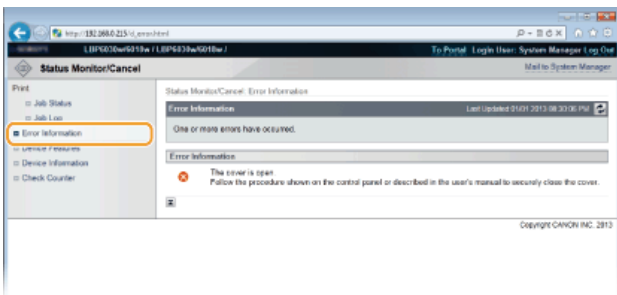 http://192.168.0.215/d_error.html
LBP6030w/6018w / LBP6030w/6018w /
To Portal Login User: System Manager Log Out
Status Monitor/Cancel
Mail to System Manager
Print
Job Status
Job Log
Error Information
Device Features
Device Information
Check Counter
Status Monitor/Cancel: Error Information
Error Information
Last Updated 01/01 2013 08:30:06 PM
One or more errors have occurred.
Error Information
The cover is open.
Follow the procedure shown on the control panel or described in the user's manual to securely close the cover.
Copyright CANON INC. 2013